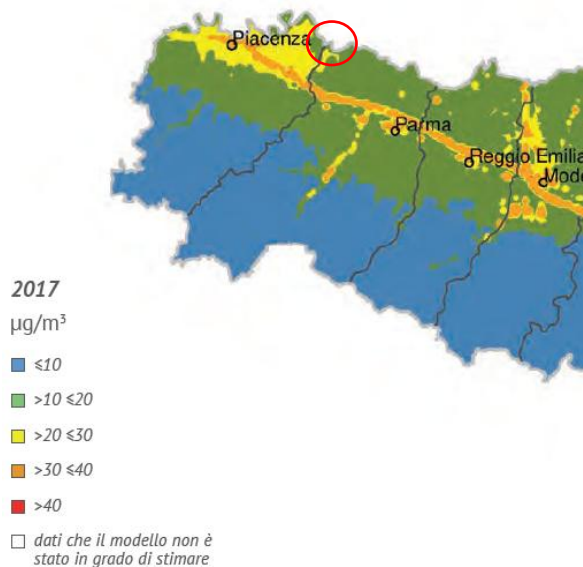 Piacenza
Parma
Reggio Emilia
Mode
2017
µg/m³
≤10
>10 ≤20
>20 ≤30
>30 ≤40
>40
dati che il modello non è
stato in grado di stimare